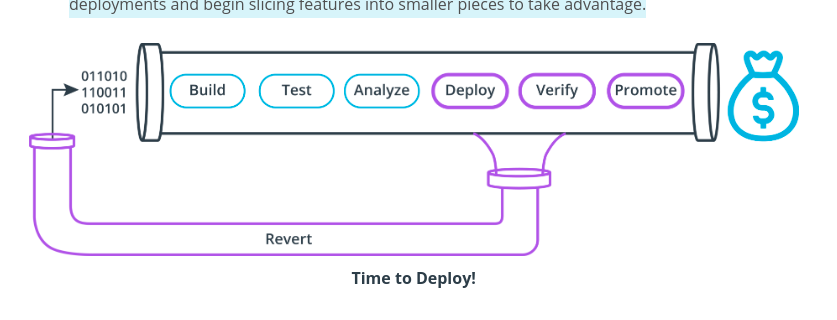 deployments and begin slicing features into smaller pieces to take advantage.
011010
110011
010101
Build Test Analyze Deploy Verify Promote
$
Revert
Time to Deploy!